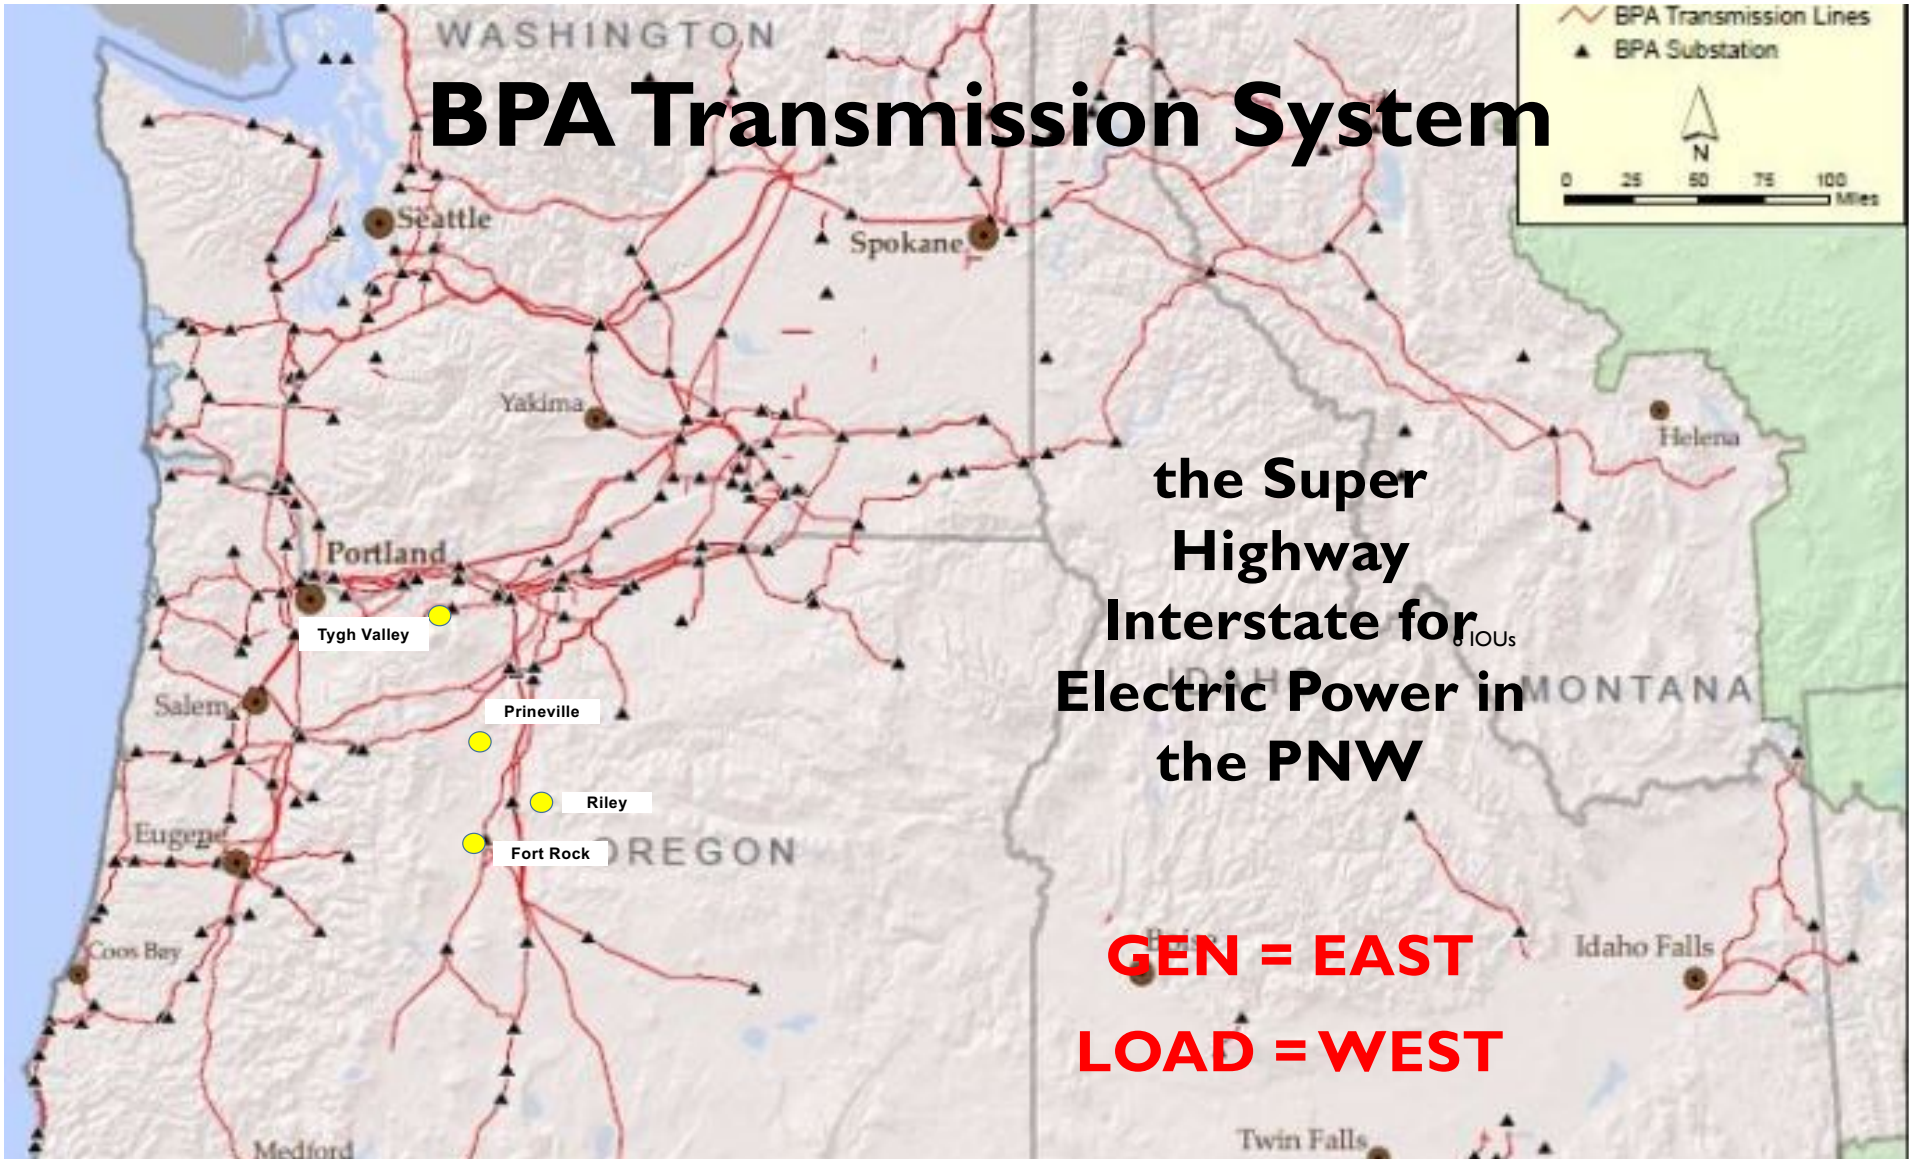 WASHINGTON
BPA Transmission Lines
BPA Substation
BPA Transmission System
N
0 25 50 75 100
Miles
Seattle
Spokane
Yakima
Helena
the Super
Highway
Interstate for
IOUs
Electric Power in
the PNW
IDAHO
MONTANA
Portland
Tygh Valley
Salem
Prineville
Riley
Eugene
Fort Rock
OREGON
Coos Bay
Boise
GEN = EAST
Idaho Falls
LOAD = WEST
Medford
Twin Falls